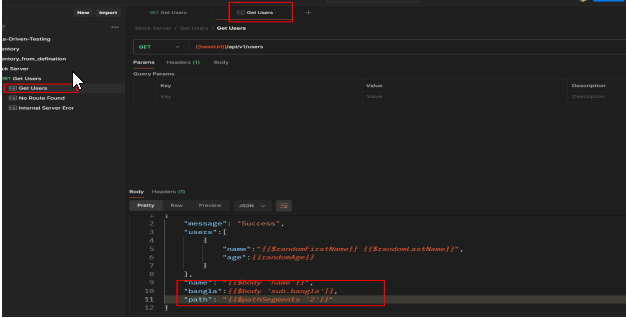 New Import
GET Get Users
Get Users
+
Mock Server / Get Users / Get Users
a-Driven-Testing
entory
entory_from_defination
ck Server
GET Get Users
Get Users
No Route Found
Internal Server Eror
GET {{baseUrl}}/api/v1/users
Params Headers (1) Body
Query Params
Key Value Description
Key Value Description
Body Headers (1)
Pretty Raw Preview JSON
1 {
2 "message": "Success",
3 "users":[
4 {
5 "name":"{{$randomFirstName}} {{$randomLastName}}",
6 "age":{{randomAge}}
7 }
8 ],
9 "name": "{{$body 'name'}}",
10 "bangla":{{$body 'sub.bangla'}},
11 "path": "{{$pathSegments '2'}}"
12 }